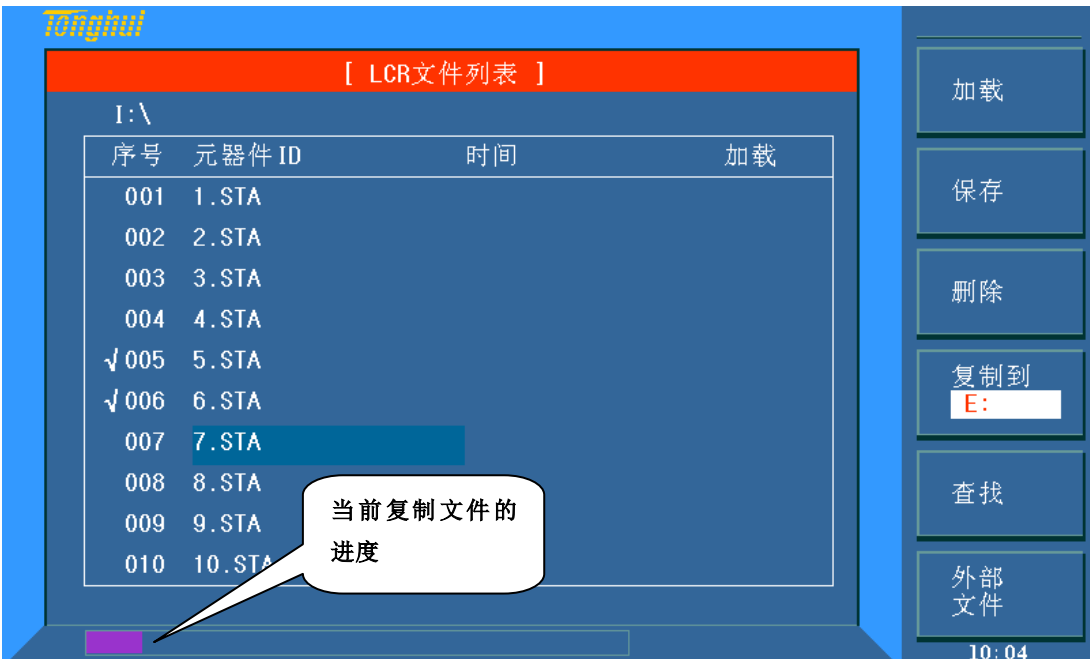 Tonghui
[ LCR文件列表 ]
I:\
序号 元器件ID 时间 加载
001 1.STA
002 2.STA
003 3.STA
004 4.STA
√005 5.STA
√006 6.STA
007 7.STA
008 8.STA
009 9.STA
010 10.STA
当前复制文件的
进度
加载
保存
删除
复制到
E:
查找
外部
文件
10:04